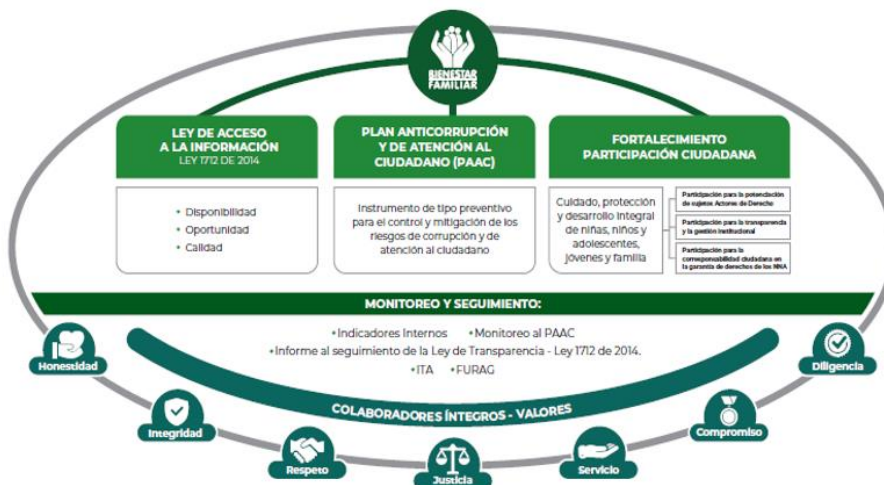 BIENESTAR
FAMILIAR
LEY DE ACCESO
A LA INFORMACIÓN
LEY 1712 DE 2014
• Disponibilidad
• Oportunidad
• Calidad
PLAN ANTICORRUPCIÓN
Y DE ATENCIÓN AL
CIUDADANO (PAAC)
Instrumento de tipo preventivo
para el control y mitigación de los
riesgos de corrupción y de
atención al ciudadano
FORTALECIMIENTO
PARTICIPACIÓN CIUDADANA
Cuidado, protección
y desarrollo integral
de niñas, niños y
adolescentes,
jóvenes y familia
Participación para la potenciación
de sujetos Actores de Derecho
Participación para la transparencia
y la gestión institucional
Participación para la
corresponsabilidad ciudadana en
la garantía de derechos de los NNA
MONITOREO Y SEGUIMIENTO:
•Indicadores Internos •Monitoreo al PAAC
•Informe al seguimiento de la Ley de Transparencia - Ley 1712 de 2014.
•ITA •FURAG
COLABORADORES ÍNTEGROS - VALORES
Honestidad
Integridad
Respeto
Justicia
Servicio
Compromiso
Diligencia